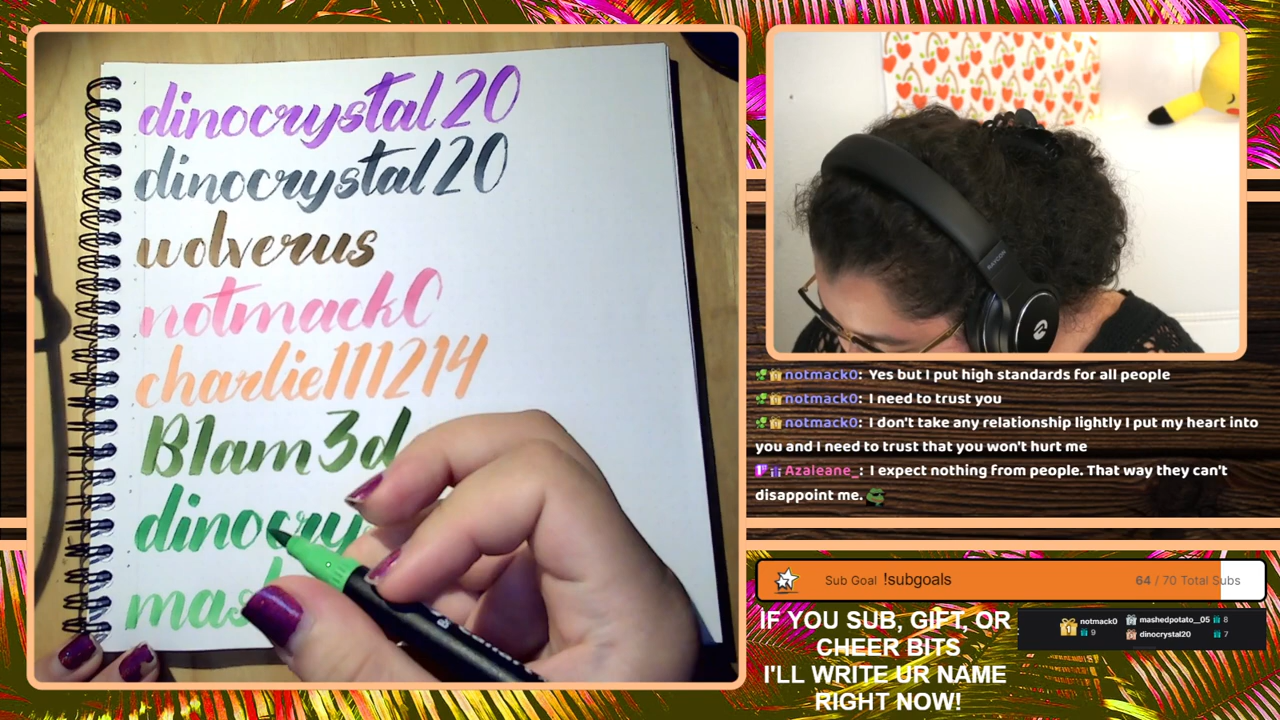 dinocrystal20
dinocrystal20
wolverus
notmack0
charlie111214
B1am3d
dinocry
mas
notmack0: Yes but I put high standards for all people
notmack0: I need to trust you
notmack0: I don't take any relationship lightly I put my heart into
you and I need to trust that you won't hurt me
Azaleane_: I expect nothing from people. That way they can't
disappoint me.
Sub Goal !subgoals 64 / 70 Total Subs
IF YOU SUB, GIFT, OR
CHEER BITS
I'LL WRITE UR NAME
RIGHT NOW!
1 notmack0 9
mashedpotato_05 8
dinocrystal20 7